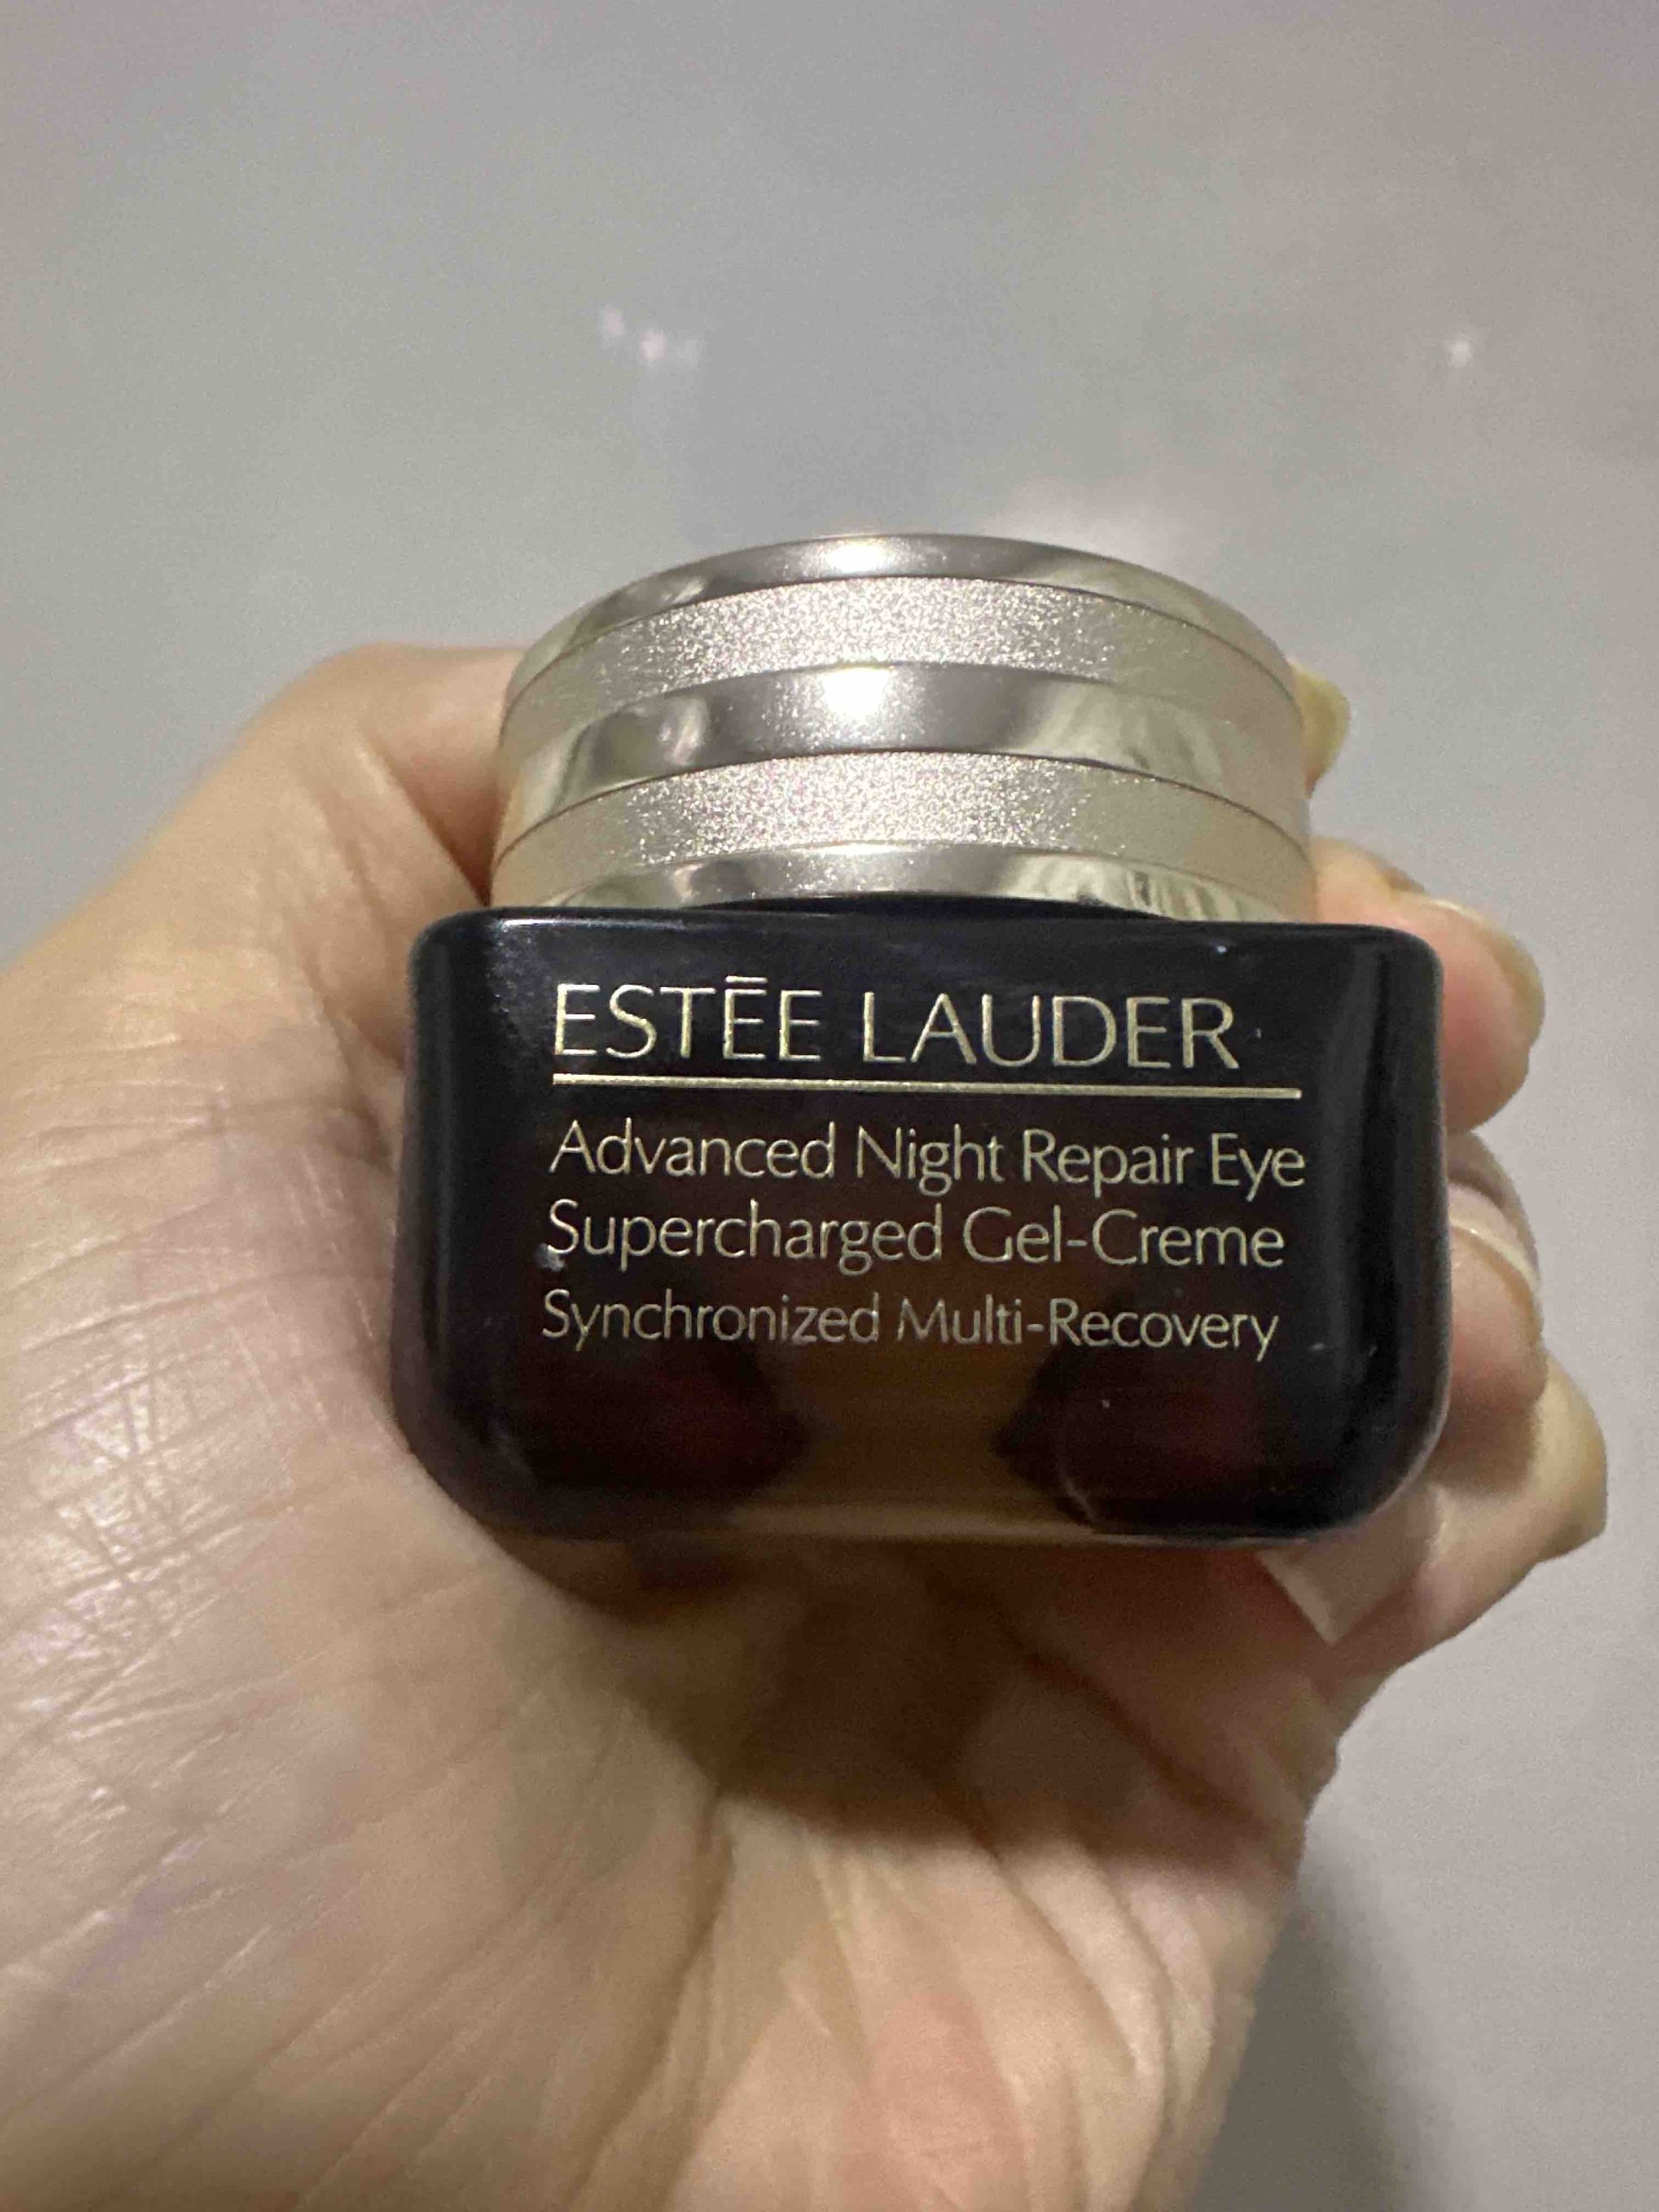 ESTĒE LAUDER
Advanced Night Repair Eye
Supercharged Gel-Creme
Synchronized Multi-Recovery